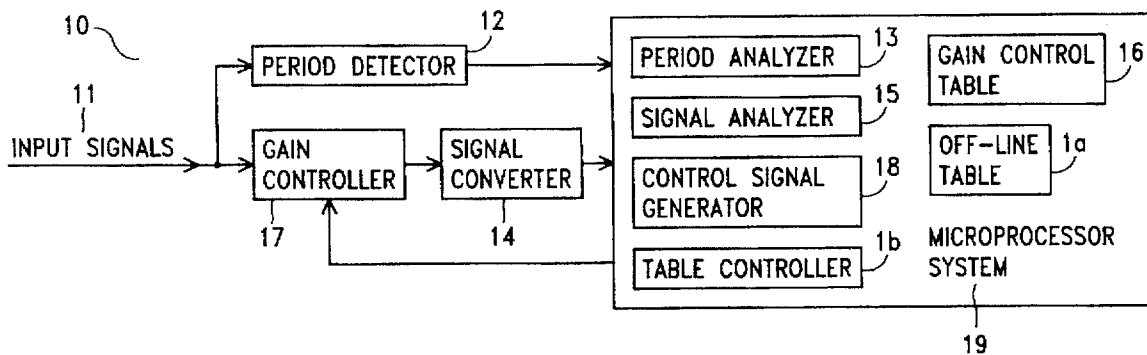 10
12
PERIOD DETECTOR
11
INPUT SIGNALS
GAIN
CONTROLLER
17
SIGNAL
CONVERTER
14
PERIOD ANALYZER
13
SIGNAL ANALYZER
15
CONTROL SIGNAL
GENERATOR
18
TABLE CONTROLLER
1b
GAIN CONTROL
TABLE
16
OFF-LINE
TABLE
1a
MICROPROCESSOR
SYSTEM
19